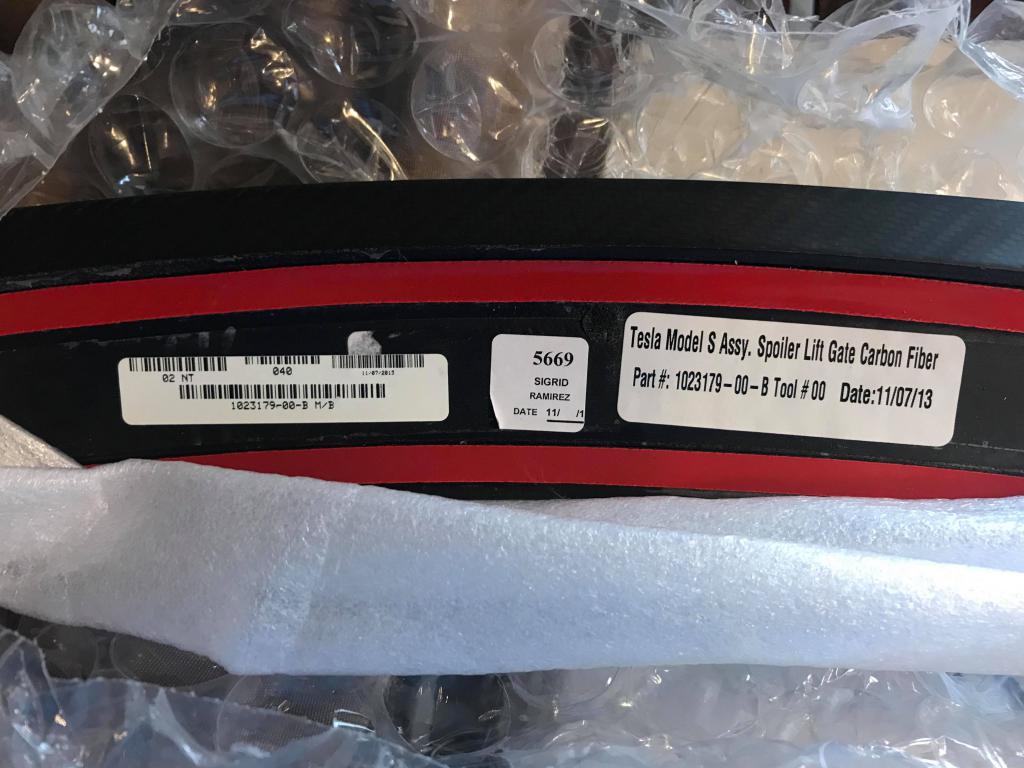 02 NT
040
11/07/2013
1023179-00-B M/B
5669
SIGRID
RAMIREZ
DATE 11/ /1
Tesla Model S Assy. Spoiler Lift Gate Carbon Fiber
Part #: 1023179-00-B Tool # 00 Date:11/07/13